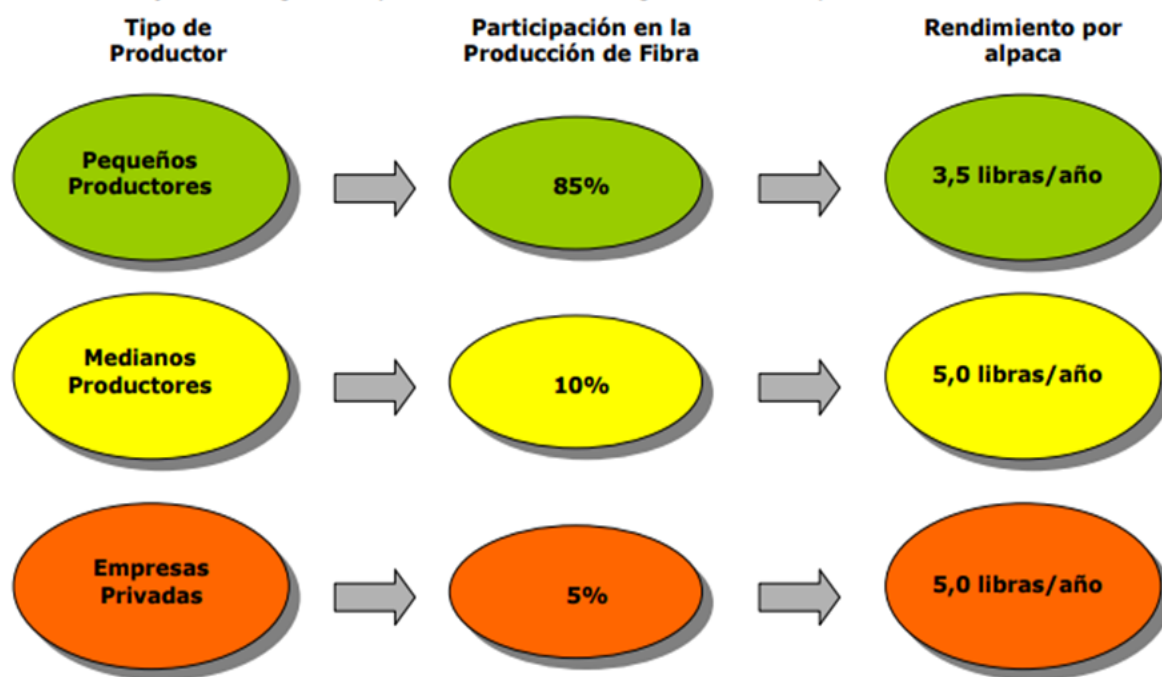 Tipo de
Productor
Participación en la
Producción de Fibra
Rendimiento por
alpaca
Pequeños
Productores
85%
3,5 libras/año
Medianos
Productores
10%
5,0 libras/año
Empresas
Privadas
5%
5,0 libras/año